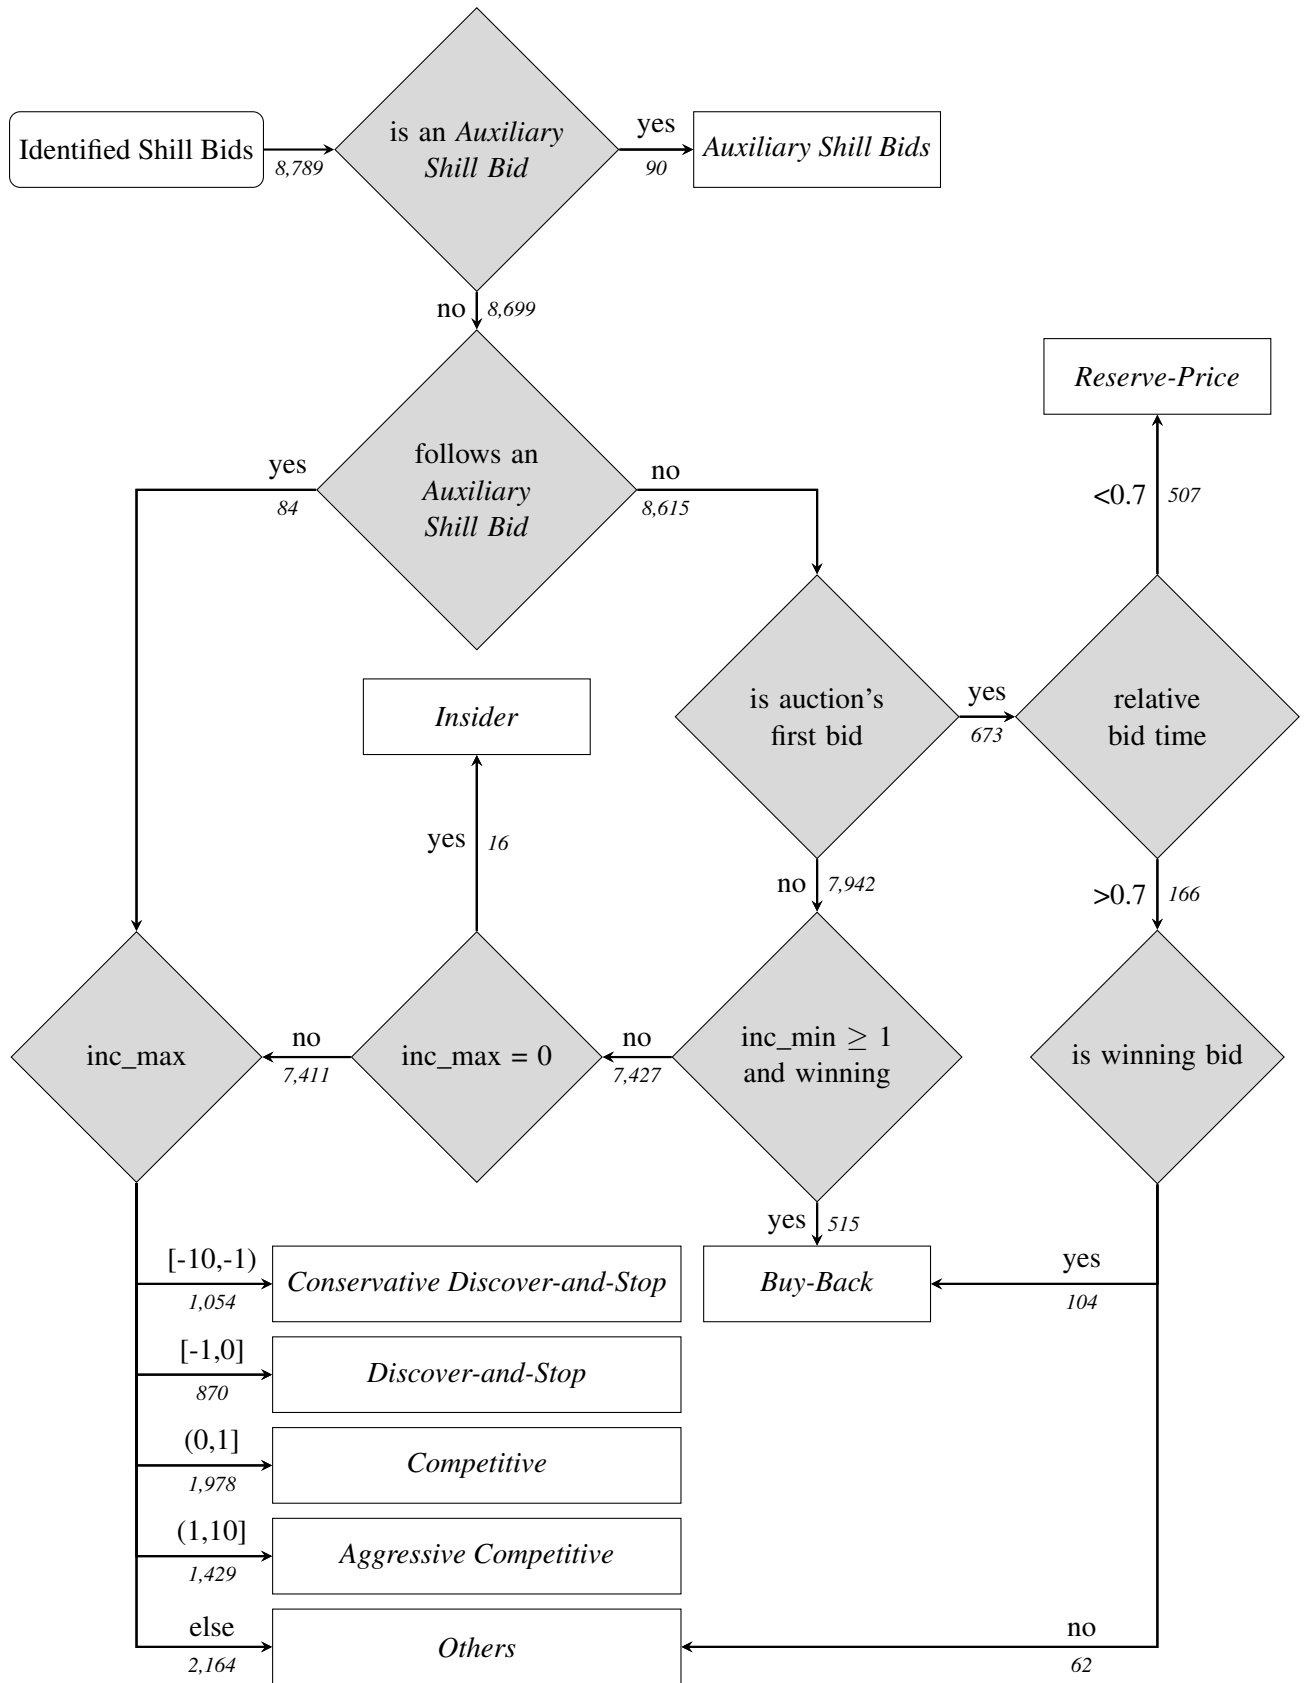 Identified Shill Bids
8,789
is an Auxiliary
Shill Bid
yes
90
Auxiliary Shill Bids
no
8,699
follows an
Auxiliary
Shill Bid
yes
84
no
8,615
Reserve-Price
<0.7
507
is auction's
first bid
yes
673
relative
bid time
Insider
yes
16
no
7,942
>0.7
166
inc_max
no
7,411
inc_max = 0
no
7,427
inc_min ≥ 1
and winning
is winning bid
yes
515
[-10,-1)
1,054
Conservative Discover-and-Stop
Buy-Back
yes
104
[-1,0]
870
Discover-and-Stop
(0,1]
1,978
Competitive
(1,10]
1,429
Aggressive Competitive
else
2,164
Others
no
62